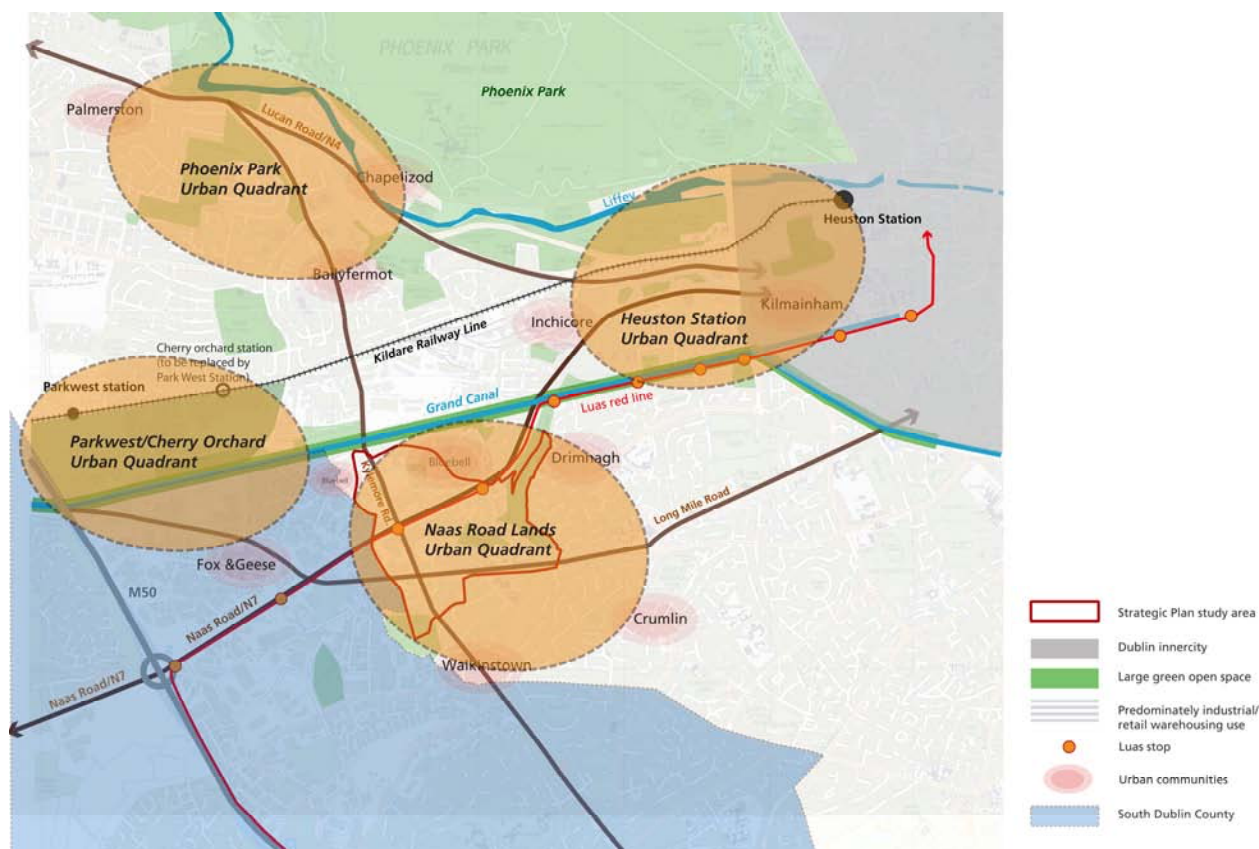 PHOENIX PARK
Phoenix Park
Palmerston
Lucan Road/N4
Phoenix Park
Urban Quadrant
Chapelizod
Liffey
Heuston Station
Ballyfermot
Kilmainham
Inchicore
Heuston Station
Urban Quadrant
Kildare Railway Line
Cherry orchard station
(to be replaced by
Park West Station)
Parkwest station
Grand Canal
Luas red line
Parkwest/Cherry Orchard
Urban Quadrant
Bluebell
Drimhagh
Kylemore Rd.
Long Mile Road
Naas Road Lands
Urban Quadrant
Fox &Geese
M50
Naas Road/N7
Crumlin
Walkinstown
Naas Road/N7
Strategic Plan study area
Dublin innercity
Large green open space
Predominately industrial/
retail warehousing use
Luas stop
Urban communities
South Dublin County